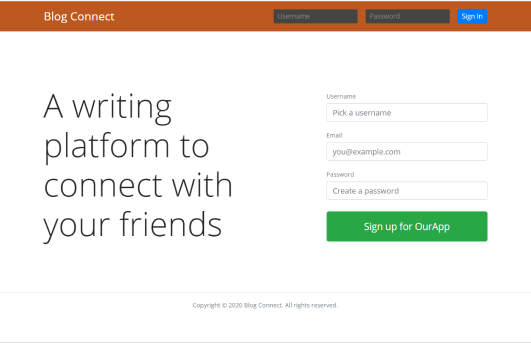 Blog Connect
Username
Password
Sign In
A writing
platform to
connect with
your friends
Username
Pick a username
Email
you@example.com
Password
Create a password
Sign up for OurApp
Copyright © 2020 Blog Connect. All rights reserved.